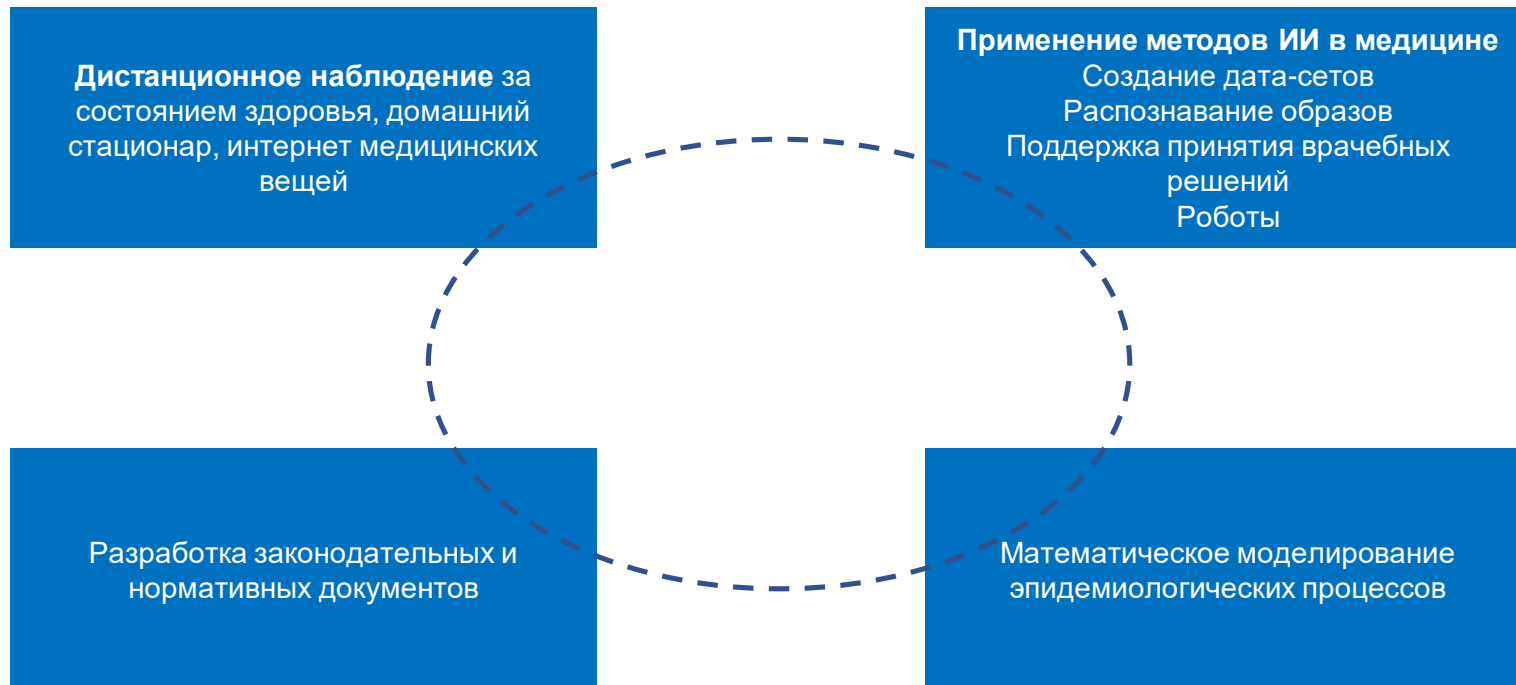 Дистанционное наблюдение за
состоянием здоровья, домашний
стационар, интернет медицинских
вещей
Применение методов ИИ в медицине
Создание дата-сетов
Распознавание образов
Поддержка принятия врачебных
решений
Роботы
Разработка законодательных и
нормативных документов
Математическое моделирование
эпидемиологических процессов